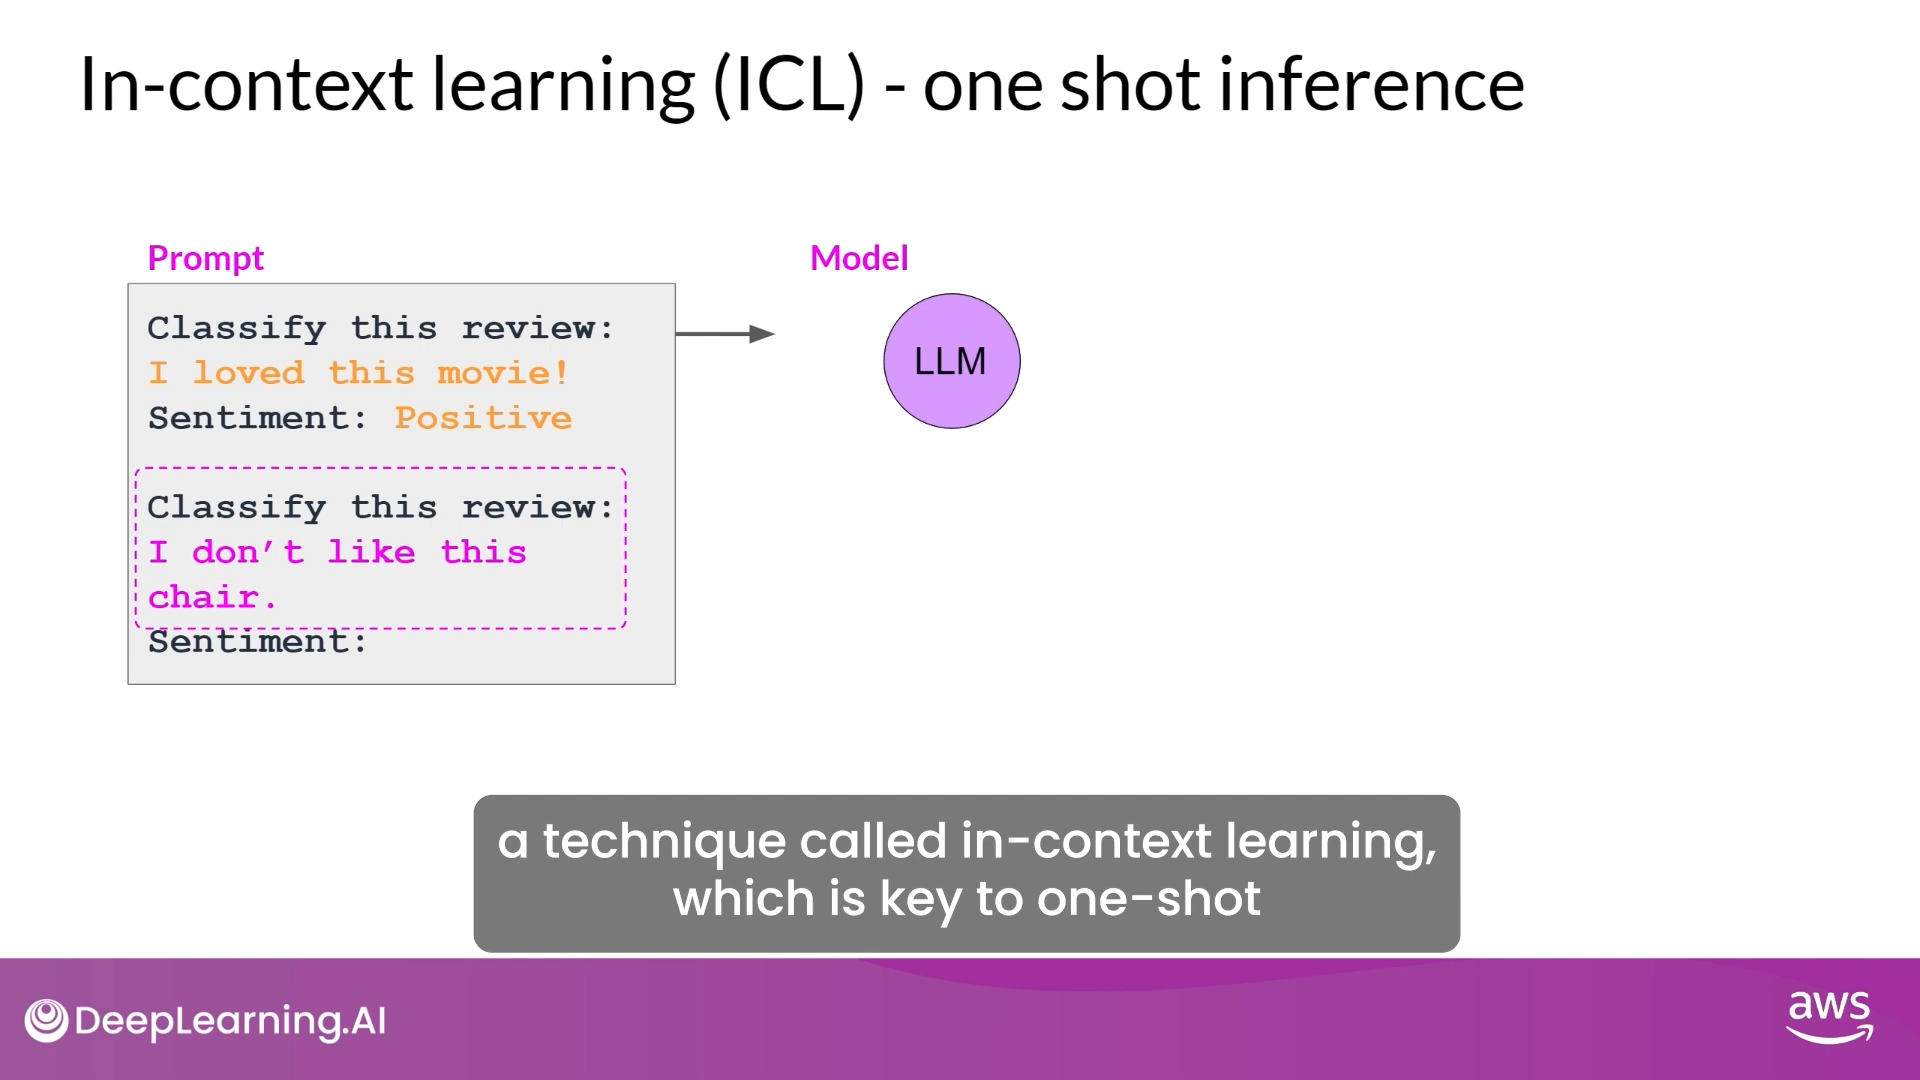 In-context learning (ICL) - one shot inference
Prompt
Classify this review:
I loved this movie!
Sentiment: Positive
Classify this review:
I don’t like this
chair.
Sentiment:
Model
LLM
a technique called in-context learning,
which is key to one-shot
DeepLearning.AI
aws